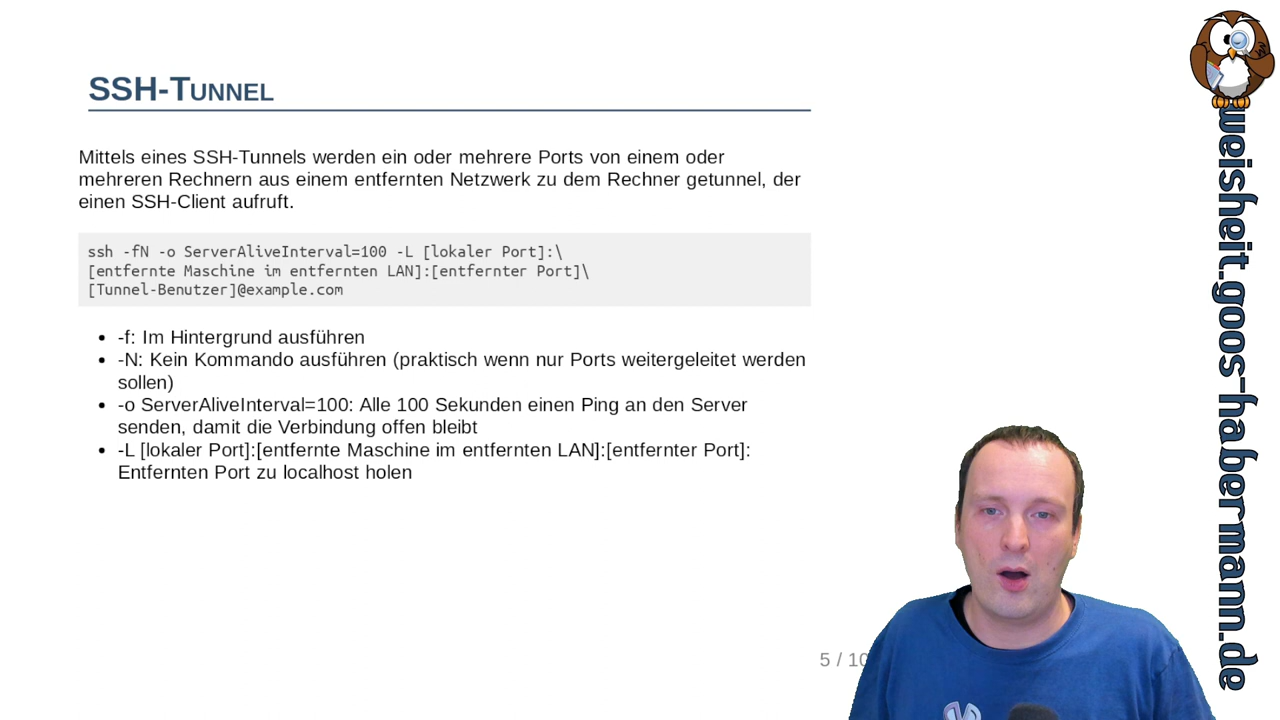 SSH-Tunnel
Mittels eines SSH-Tunnels werden ein oder mehrere Ports von einem oder
mehreren Rechnern aus einem entfernten Netzwerk zu dem Rechner getunnel, der
einen SSH-Client aufruft.
ssh -fN -o ServerAliveInterval=100 -L [lokaler Port]:\
[entfernte Maschine im entfernten LAN]:[entfernter Port]\
[Tunnel-Benutzer]@example.com
• -f: Im Hintergrund ausführen
• -N: Kein Kommando ausführen (praktisch wenn nur Ports weitergeleitet werden
sollen)
• -o ServerAliveInterval=100: Alle 100 Sekunden einen Ping an den Server
senden, damit die Verbindung offen bleibt
• -L [lokaler Port]:[entfernte Maschine im entfernten LAN]:[entfernter Port]:
Entfernten Port zu localhost holen
5 / 10
weisheit.goos-habermann.de